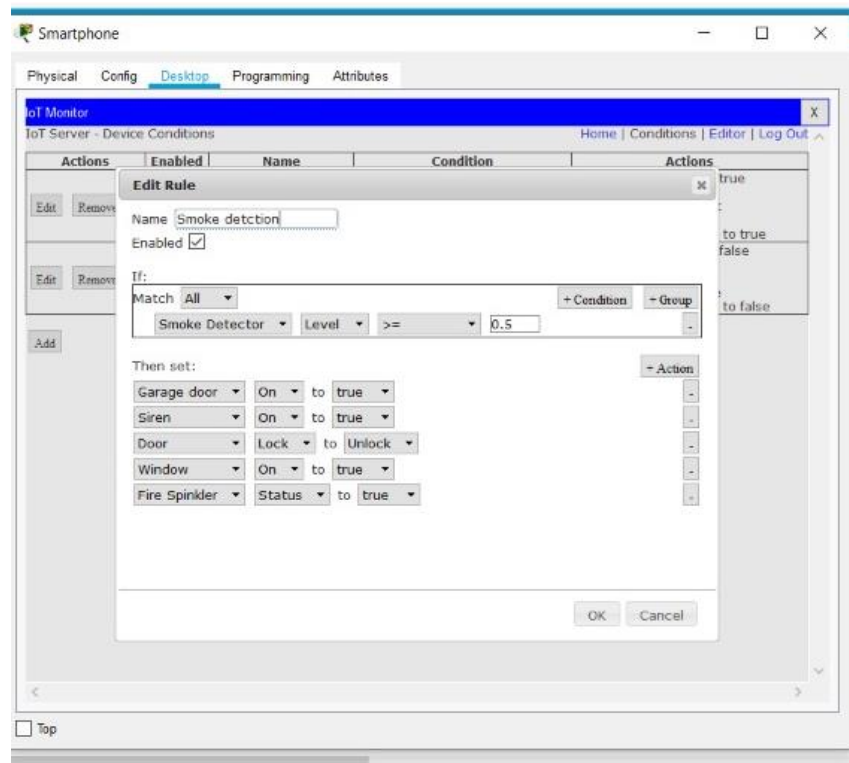 Smartphone
Physical Config Desktop Programming Attributes
IoT Monitor X
IoT Server - Device Conditions Home | Conditions | Editor | Log Out
Actions Enabled Name Condition Actions
Edit Rule
true
Edit Remove
Name Smoke detction
to true
Enabled
false
Edit Remove
If:
Match All + Condition + Group
to false
Smoke Detector Level >= 0.5 -
Add
Then set: + Action
Garage door On to true -
Siren On to true -
Door Lock to Unlock -
Window On to true -
Fire Spinkler Status to true -
OK Cancel
Top